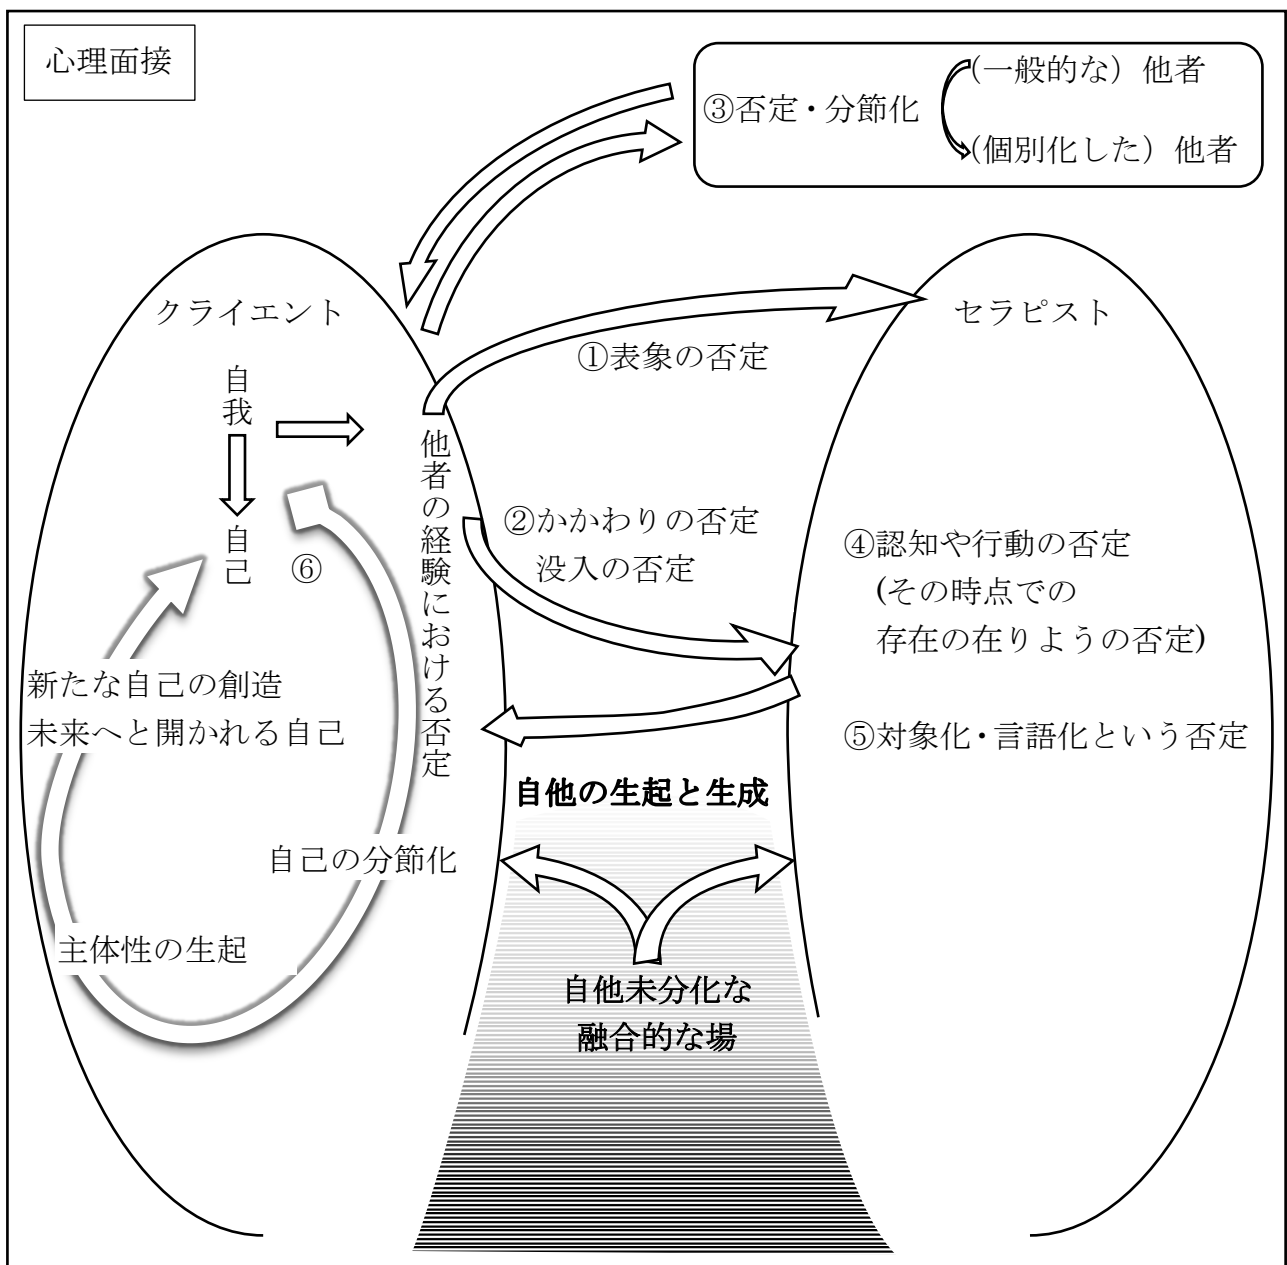 心理面接
(一般的な) 他者
③否定・分節化
(個別化した) 他者
クライエント
セラピスト
①表象の否定
自我
自己
⑥
他者の経験における否定
②かかわりの否定
没入の否定
④認知や行動の否定
(その時点での
存在の在りようの否定)
新たな自己の創造
未来へと開かれる自己
⑤対象化・言語化という否定
自他の生起と生成
自己の分節化
主体性の生起
自他未分化な
融合的な場